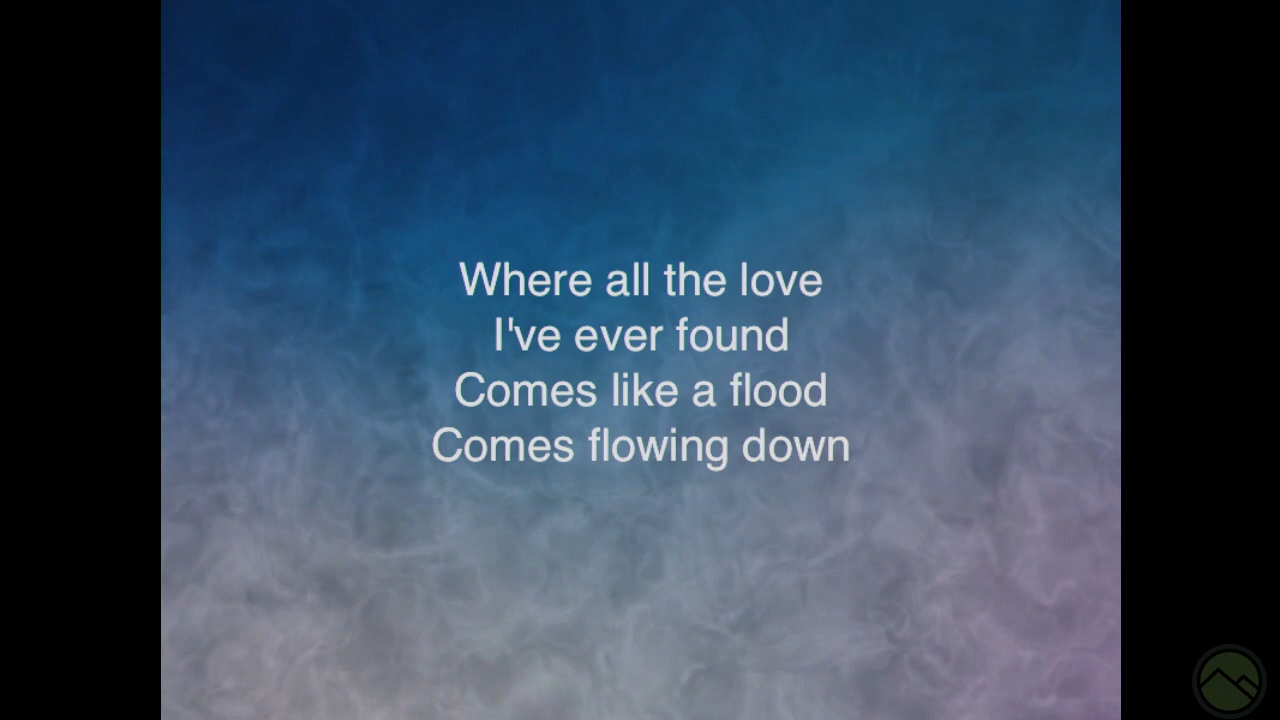 Where all the love
I've ever found
Comes like a flood
Comes flowing down